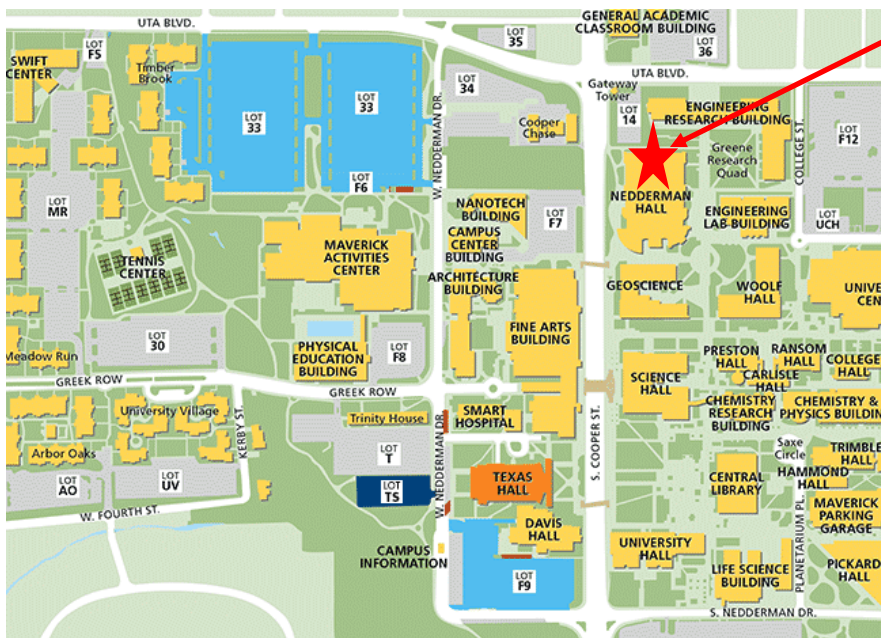 UTA BLVD.
GENERAL ACADEMIC
CLASSROOM BUILDING
LOT
35
LOT
36
LOT
F5
SWIFT
CENTER
Timber
Brook
UTA BLVD.
LOT
34
Gateway
Tower
LOT
33
LOT
33
LOT
14
ENGINEERING
RESEARCH BUILDING
Cooper
Chase
W. NEDDERMAN DR.
COLLEGE ST.
LOT
F12
Greene
Research
Quad
LOT
F6
LOT
MR
NEDDERMAN
HALL
NANOTECH
BUILDING
LOT
F7
ENGINEERING
LAB BUILDING
LOT
UCH
CAMPUS
CENTER
BUILDING
MAVERICK
ACTIVITIES
CENTER
TENNIS
CENTER
ARCHITECTURE
BUILDING
GEOSCIENCE
WOOLF
HALL
UNIVE
CEN
FINE ARTS
BUILDING
LOT
30
PHYSICAL
EDUCATION
BUILDING
LOT
F8
Meadow Run
PRESTON
HALL
RANSOM
HALL
COLLEGE
HALL
CARLISLE
HALL
SCIENCE
HALL
GREEK ROW
GREEK ROW
CHEMISTRY
RESEARCH
BUILDING
CHEMISTRY &
PHYSICS BUILDIN
University Village
KERBY ST.
Trinity House
SMART
HOSPITAL
W. NEDDERMAN DR.
S. COOPER ST.
Saxe
Circle
TRIMBLE
HALL
Arbor Oaks
LOT
T
HAMMOND
HALL
LOT
AO
LOT
UV
LOT
TS
TEXAS
HALL
CENTRAL
LIBRARY
MAVERICK
PARKING
GARAGE
W. FOURTH ST.
DAVIS
HALL
UNIVERSITY
HALL
PLANETARIUM PL.
CAMPUS
INFORMATION
LIFE SCIENCE
BUILDING
PICKARD
HALL
LOT
F9
S. NEDDERMAN DR.